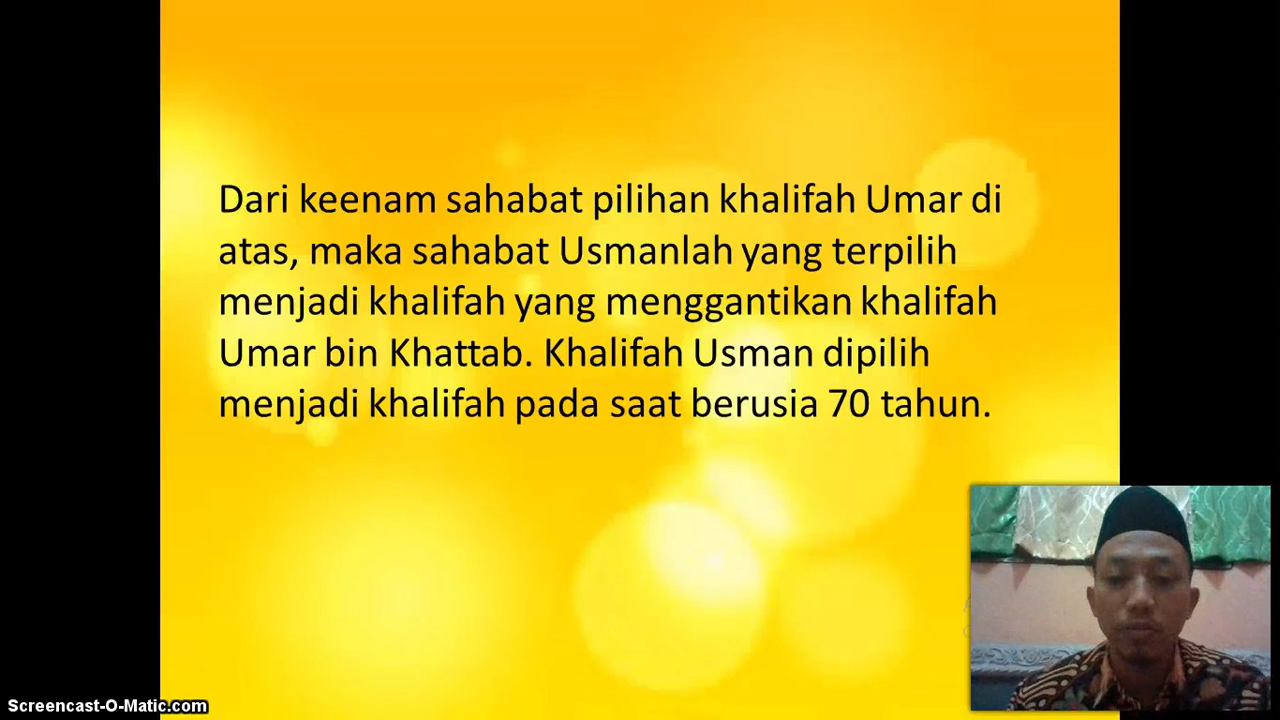 Dari keenam sahabat pilihan khalifah Umar di
atas, maka sahabat Usmanlah yang terpilih
menjadi khalifah yang menggantikan khalifah
Umar bin Khattab. Khalifah Usman dipilih
menjadi khalifah pada saat berusia 70 tahun.
Screencast-O-Matic.com